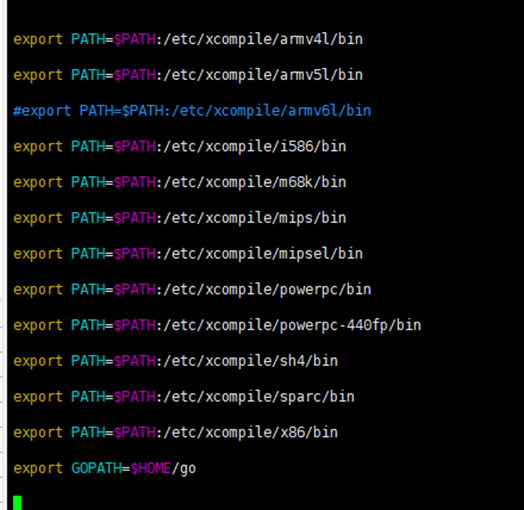 export PATH=$PATH:/etc/xcompile/armv4l/bin
export PATH=$PATH:/etc/xcompile/armv5l/bin
#export PATH=$PATH:/etc/xcompile/armv6l/bin
export PATH=$PATH:/etc/xcompile/i586/bin
export PATH=$PATH:/etc/xcompile/m68k/bin
export PATH=$PATH:/etc/xcompile/mips/bin
export PATH=$PATH:/etc/xcompile/mipsel/bin
export PATH=$PATH:/etc/xcompile/powerpc/bin
export PATH=$PATH:/etc/xcompile/powerpc-440fp/bin
export PATH=$PATH:/etc/xcompile/sh4/bin
export PATH=$PATH:/etc/xcompile/sparc/bin
export PATH=$PATH:/etc/xcompile/x86/bin
export GOPATH=$HOME/go